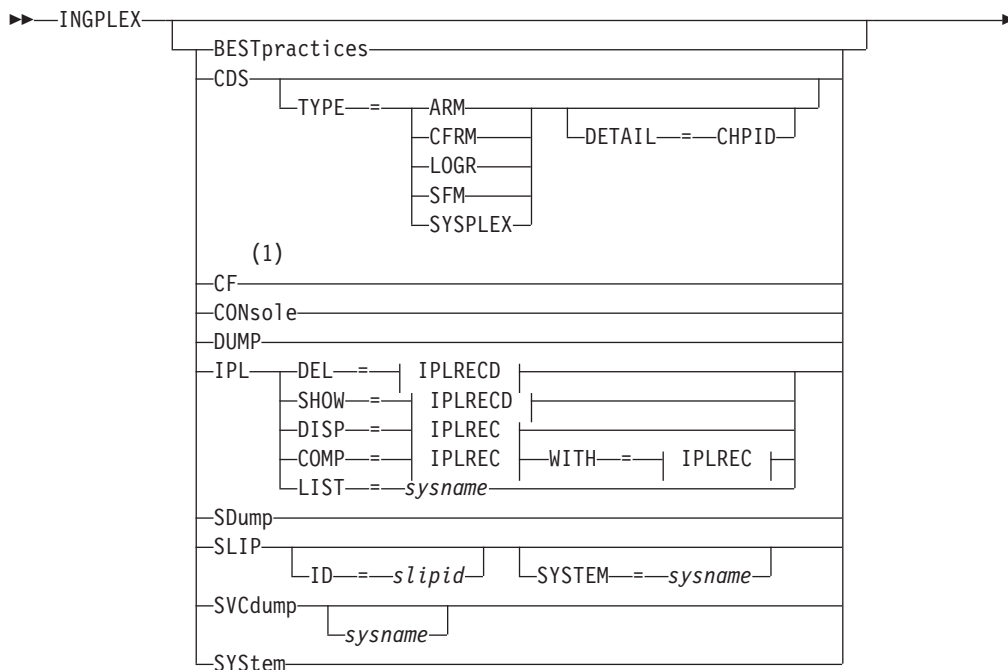 INGPLEX
BESTpractices
CDS
TYPE = ARM
CFRM DETAIL = CHPID
LOGR
SFM
SYSPLEX
(1)
CF
CONsole
DUMP
IPL DEL = IPLRECD
SHOW = IPLRECD
DISP = IPLREC
COMP = IPLREC WITH = IPLREC
LIST = sysname
SDump
SLIP
ID = slipid SYSTEM = sysname
SVCdump
sysname
SYStem